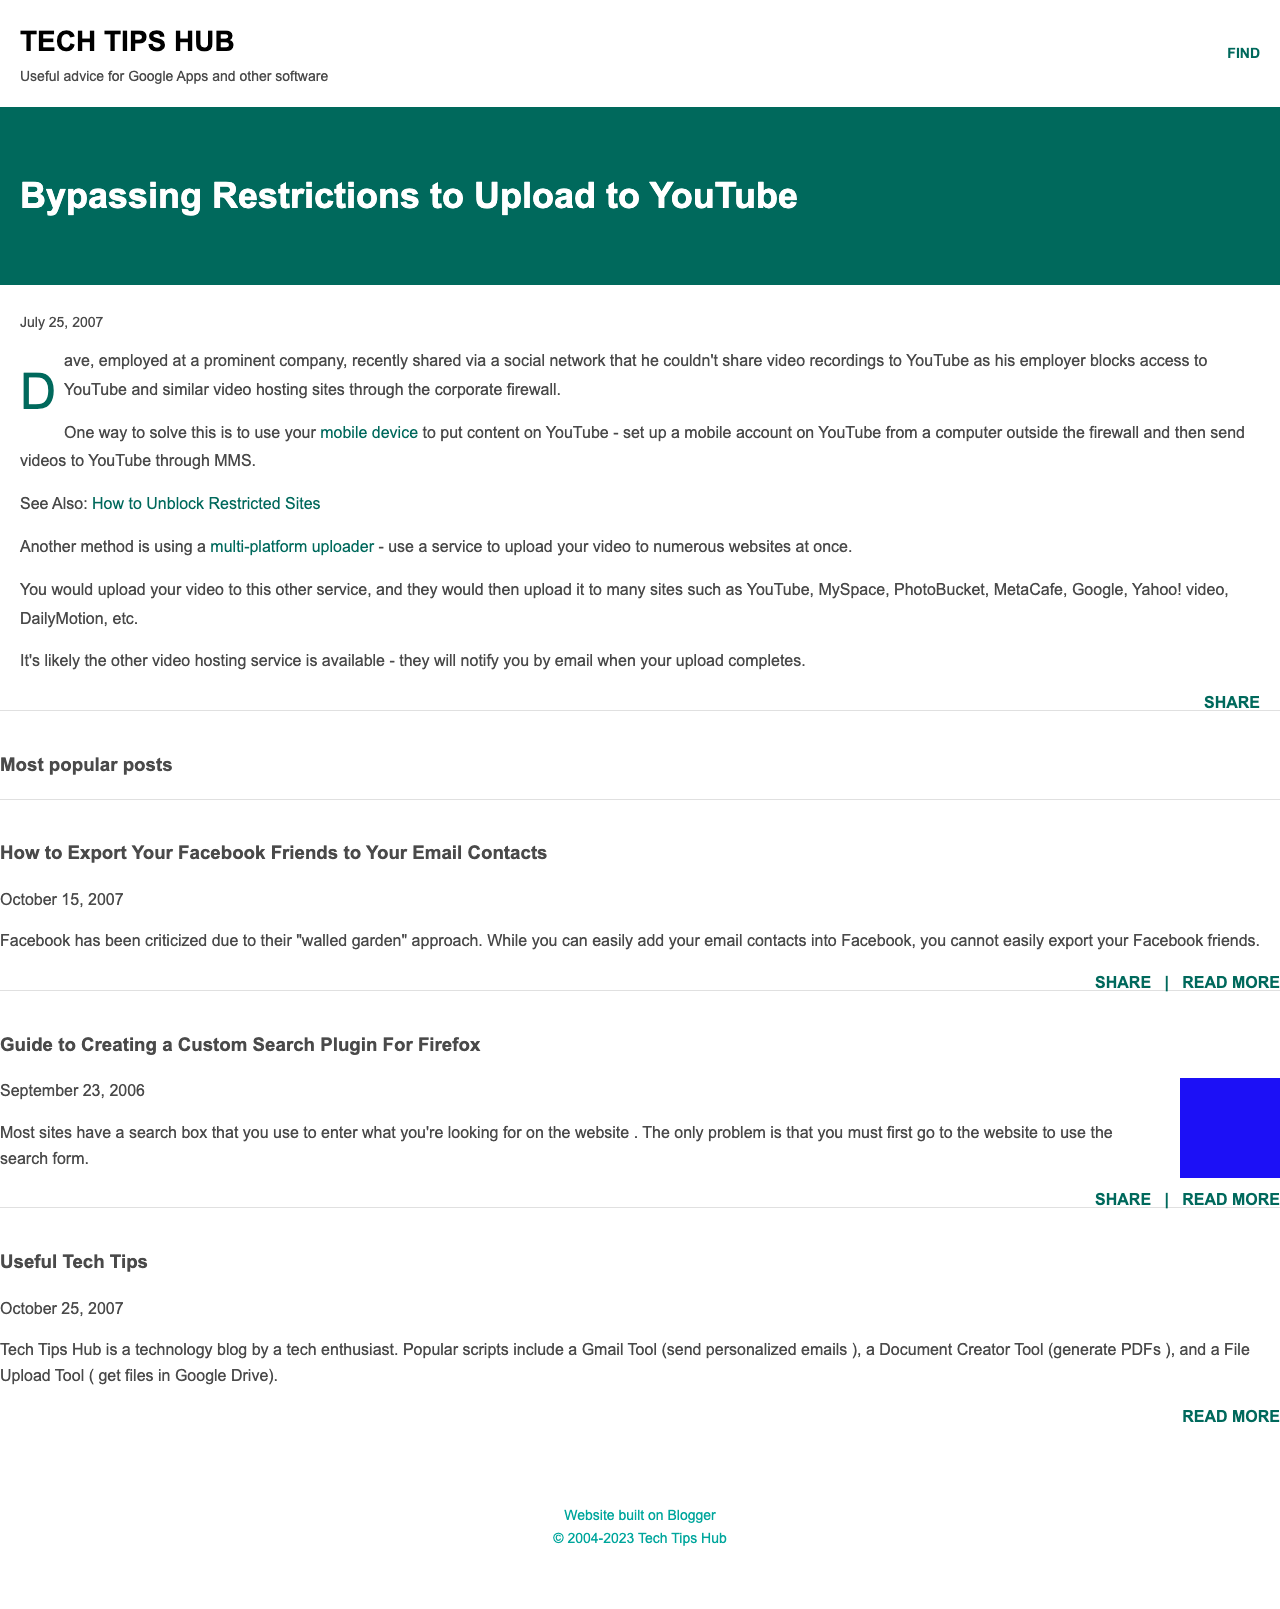 TECH TIPS HUB
Useful advice for Google Apps and other software
FIND
Bypassing Restrictions to Upload to YouTube
July 25, 2007
Dave, employed at a prominent company, recently shared via a social network that he couldn't share video recordings to YouTube as his employer blocks access to
YouTube and similar video hosting sites through the corporate firewall.
One way to solve this is to use your mobile device to put content on YouTube - set up a mobile account on YouTube from a computer outside the firewall and then send
videos to YouTube through MMS.
See Also: How to Unblock Restricted Sites
Another method is using a multi-platform uploader - use a service to upload your video to numerous websites at once.
You would upload your video to this other service, and they would then upload it to many sites such as YouTube, MySpace, PhotoBucket, MetaCafe, Google, Yahoo! video,
DailyMotion, etc.
It's likely the other video hosting service is available - they will notify you by email when your upload completes.
SHARE
Most popular posts
How to Export Your Facebook Friends to Your Email Contacts
October 15, 2007
Facebook has been criticized due to their "walled garden" approach. While you can easily add your email contacts into Facebook, you cannot easily export your Facebook friends.
SHARE | READ MORE
Guide to Creating a Custom Search Plugin For Firefox
September 23, 2006
Most sites have a search box that you use to enter what you're looking for on the website . The only problem is that you must first go to the website to use the
search form.
SHARE | READ MORE
Useful Tech Tips
October 25, 2007
Tech Tips Hub is a technology blog by a tech enthusiast. Popular scripts include a Gmail Tool (send personalized emails ), a Document Creator Tool (generate PDFs ), and a File
Upload Tool ( get files in Google Drive).
READ MORE
Website built on Blogger
© 2004-2023 Tech Tips Hub